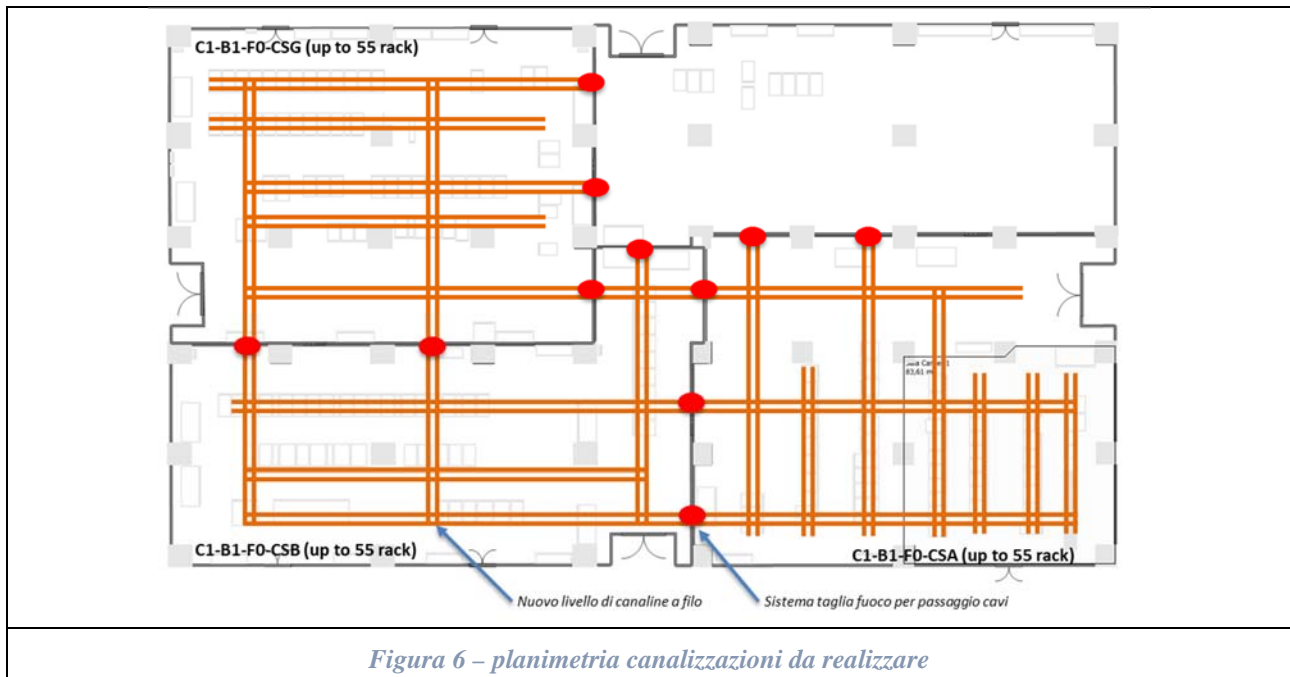 C1-B1-F0-CSG (up to 55 rack)
83,61 m
C1-B1-F0-CSB (up to 55 rack)
C1-B1-F0-CSA (up to 55 rack)
Nuovo livello di canaline a filo
Sistema taglia fuoco per passaggio cavi
Figura 6 – planimetria canalizzazioni da realizzare